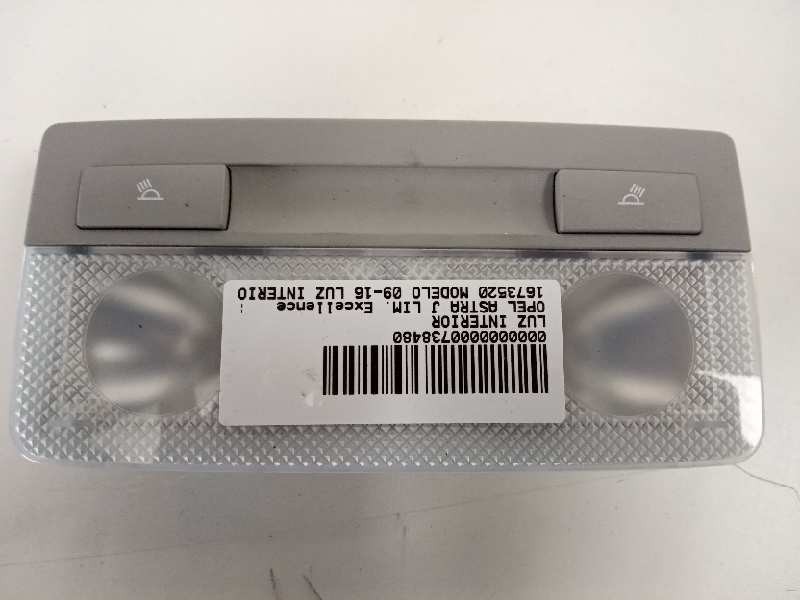 0000000000738480
LUZ INTERIOR
OPEL ASTRA J LIM. Excellence
1673520 MODELO 09-16 LUZ INTERIO